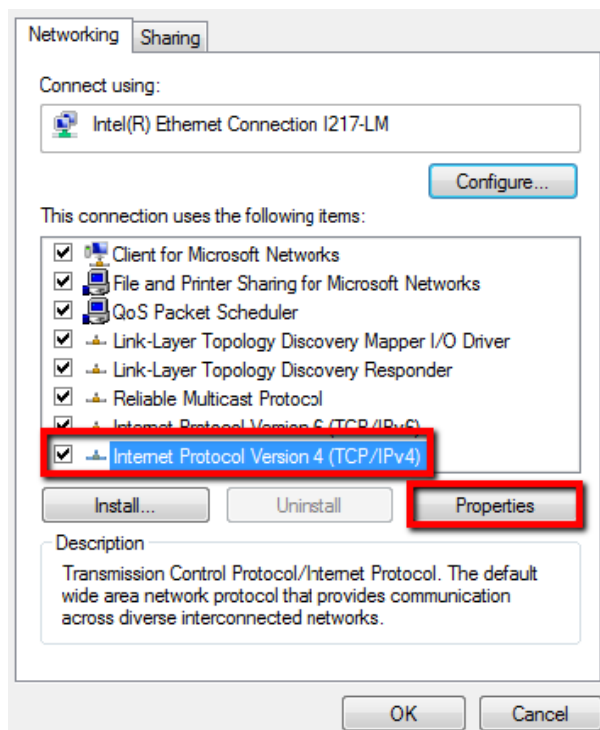 Networking
Sharing
Connect using:
Intel(R) Ethernet Connection I217-LM
Configure...
This connection uses the following items:
Client for Microsoft Networks
File and Printer Sharing for Microsoft Networks
QoS Packet Scheduler
Link-Layer Topology Discovery Mapper I/O Driver
Link-Layer Topology Discovery Responder
Reliable Multicast Protocol
Internet Protocol Version 6 (TCP/IPv6)
Internet Protocol Version 4 (TCP/IPv4)
Install...
Uninstall
Properties
Description
Transmission Control Protocol/Internet Protocol. The default
wide area network protocol that provides communication
across diverse interconnected networks.
OK
Cancel